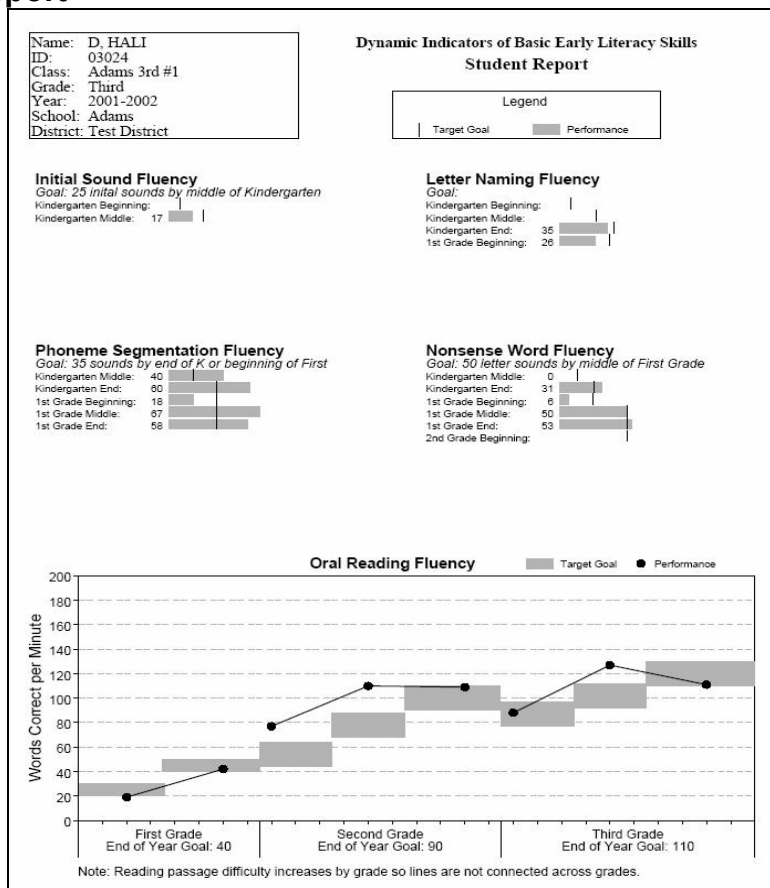 Name: D, HALI
ID: 03024
Class: Adams 3rd #1
Grade: Third
Year: 2001-2002
School: Adams
District: Test District
Dynamic Indicators of Basic Early Literacy Skills
Student Report
Legend
Target Goal Performance
Initial Sound Fluency
Goal: 25 inital sounds by middle of Kindergarten
Kindergarten Beginning:
Kindergarten Middle: 17
Letter Naming Fluency
Goal:
Kindergarten Beginning:
Kindergarten Middle:
Kindergarten End: 35
1st Grade Beginning: 26
Phoneme Segmentation Fluency
Goal: 35 sounds by end of K or beginning of First
Kindergarten Middle: 40
Kindergarten End: 60
1st Grade Beginning: 18
1st Grade Middle: 67
1st Grade End: 58
Nonsense Word Fluency
Goal: 50 letter sounds by middle of First Grade
Kindergarten Middle: 0
Kindergarten End: 31
1st Grade Beginning: 6
1st Grade Middle: 50
1st Grade End: 53
2nd Grade Beginning:
Oral Reading Fluency Target Goal Performance
Words Correct per Minute
200
180
160
140
120
100
80
60
40
20
0
First Grade Second Grade Third Grade
End of Year Goal: 40 End of Year Goal: 90 End of Year Goal: 110
Note: Reading passage difficulty increases by grade so lines are not connected across grades.